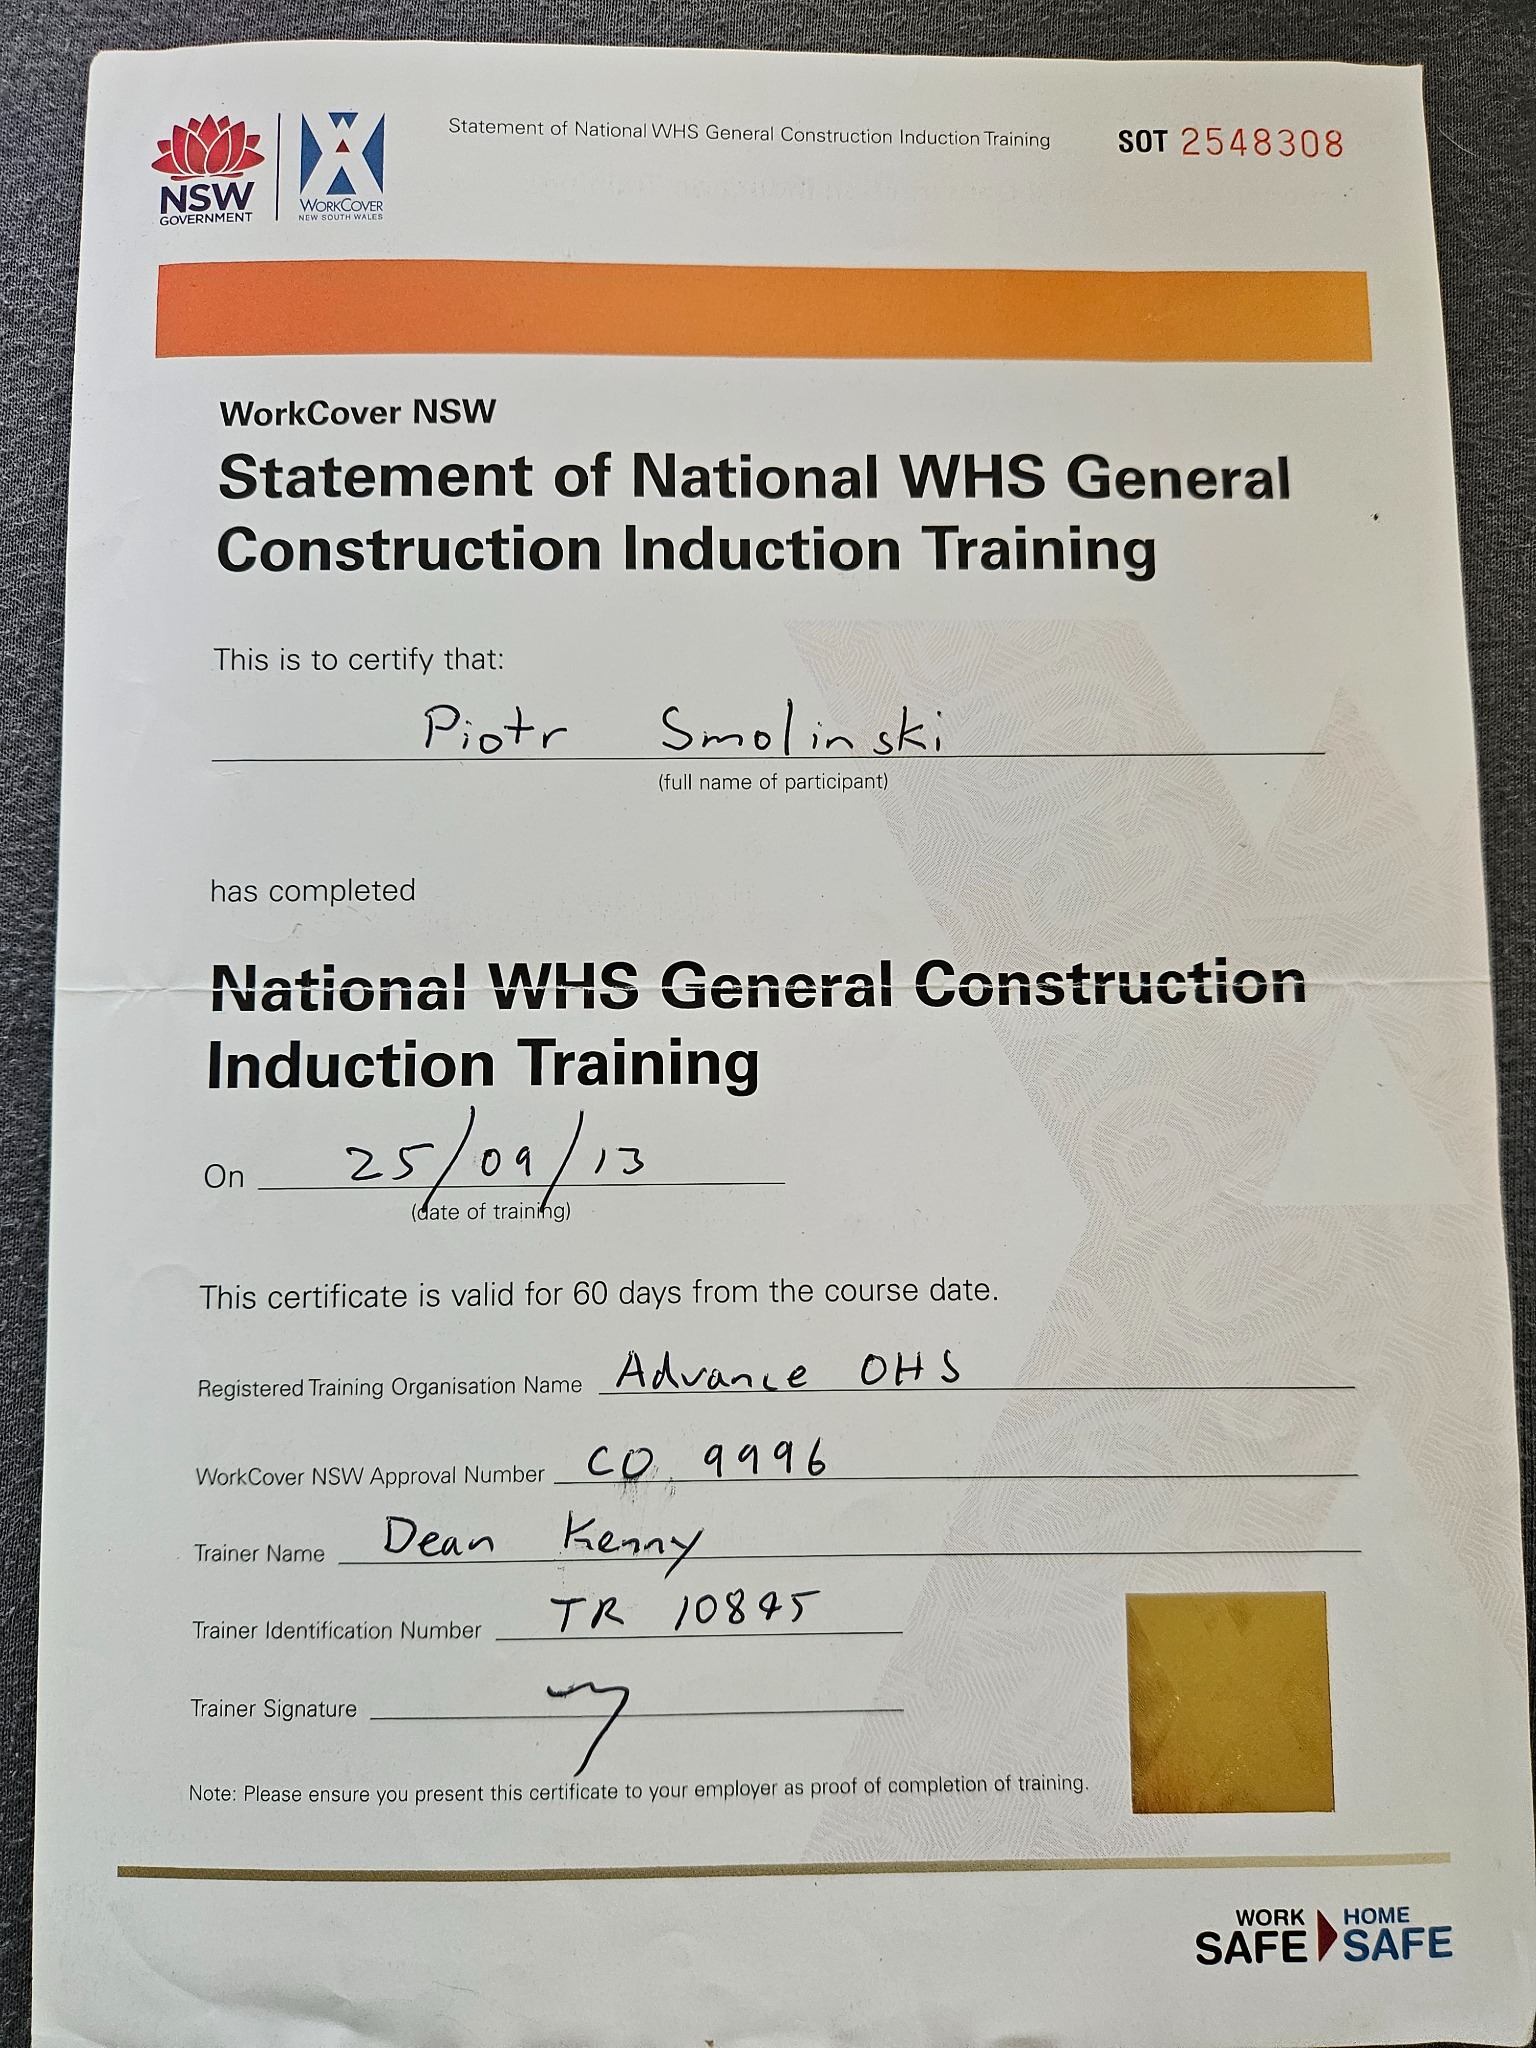 NSW
GOVERNMENT
WORKCOVER
NEW SOUTH WALES
Statement of National WHS General Construction Induction Training
SOT 2548308
WorkCover NSW
Statement of National WHS General
Construction Induction Training
This is to certify that:
Piotr Smolinski
(full name of participant)
has completed
National WHS General Construction
Induction Training
On 25/09/13
(date of training)
This certificate is valid for 60 days from the course date.
Registered Training Organisation Name Advance OHS
WorkCover NSW Approval Number CO 9996
Trainer Name Dean Kenny
Trainer Identification Number TR 10845
Trainer Signature
Note: Please ensure you present this certificate to your employer as proof of completion of training.
WORK HOME
SAFE SAFE